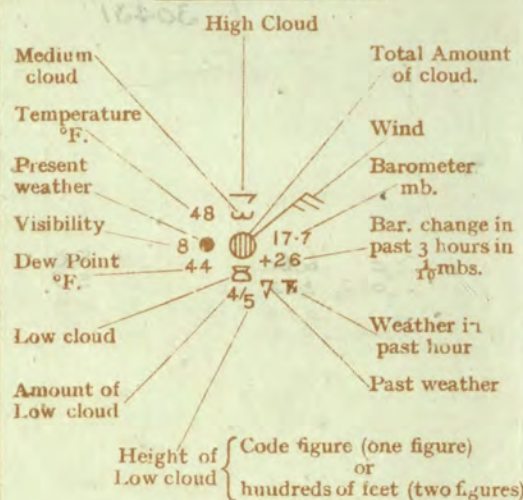 High Cloud
Medium
cloud
Total Amount
of cloud.
Temperature
°F.
Wind
Present
weather
Barometer
mb.
48
Visibility
8
17·7
Bar. change in
past 3 hours in
1/10 mbs.
+26
Dew Point
°F.
44
4/5
Low cloud
Weather in
past hour
Amount of
Low cloud
Past weather
Height of
Low cloud
Code figure (one figure)
or
hundreds of feet (two figures)